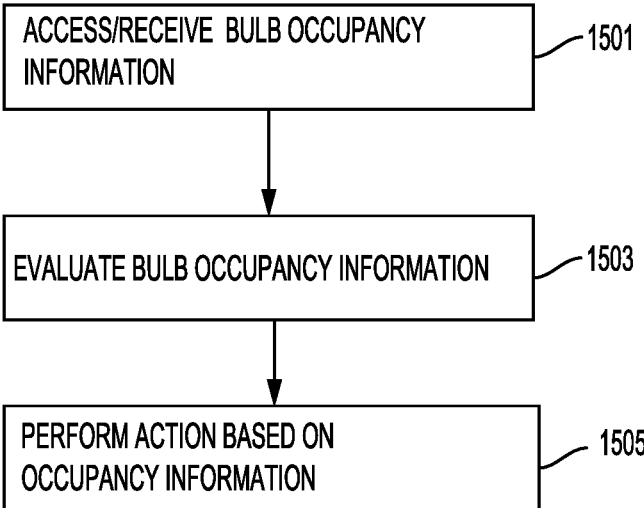 ACCESS/RECEIVE BULB OCCUPANCY
INFORMATION
1501
EVALUATE BULB OCCUPANCY INFORMATION
1503
PERFORM ACTION BASED ON
OCCUPANCY INFORMATION
1505